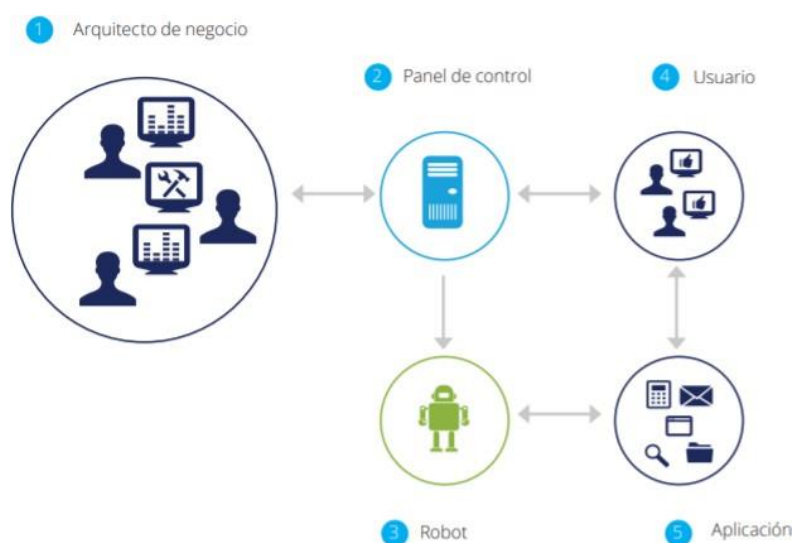 1 Arquitecto de negocio
2 Panel de control
4 Usuario
3 Robot
5 Aplicación